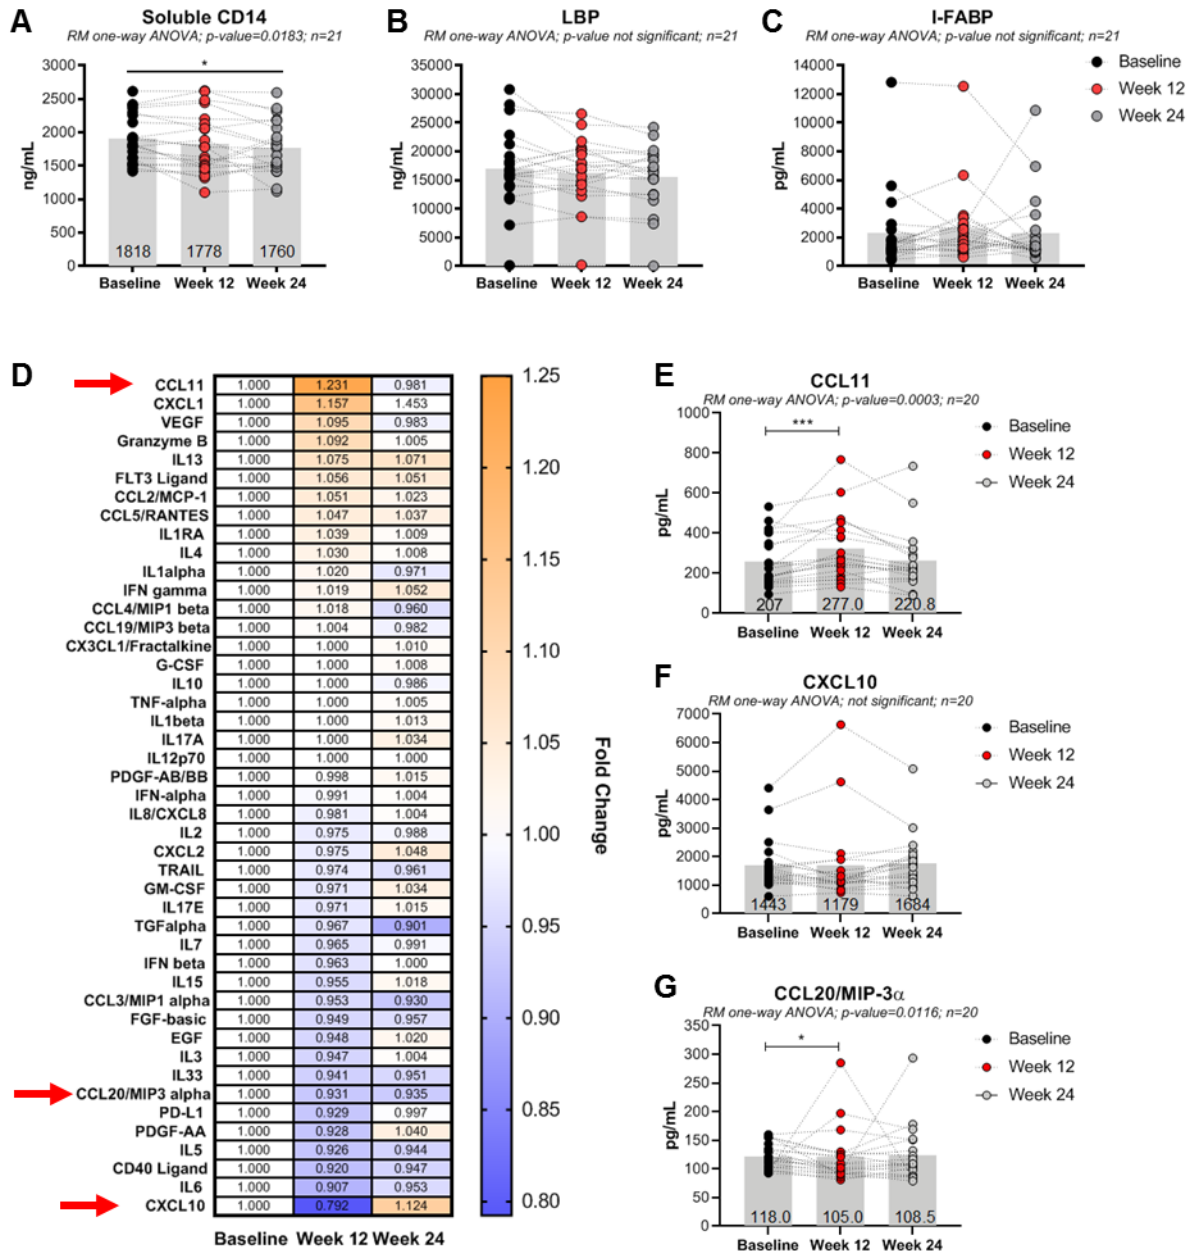 A
Soluble CD14
RM one-way ANOVA; p-value=0.0183; n=21
*
3000
2500
2000
1500
1000
500
0
ng/mL
1818 1778 1760
Baseline Week 12 Week 24
B
LBP
RM one-way ANOVA; p-value not significant; n=21
35000
30000
25000
20000
15000
10000
5000
0
ng/mL
Baseline Week 12 Week 24
C
I-FABP
RM one-way ANOVA; p-value not significant; n=21
14000
12000
10000
8000
6000
4000
2000
0
pg/mL
Baseline Week 12 Week 24
Baseline
Week 12
Week 24
D
CCL11 1.000 1.231 0.981
CXCL1 1.000 1.157 1.453
VEGF 1.000 1.095 0.983
Granzyme B 1.000 1.092 1.005
IL13 1.000 1.075 1.071
FLT3 Ligand 1.000 1.056 1.051
CCL2/MCP-1 1.000 1.051 1.023
CCL5/RANTES 1.000 1.047 1.037
IL1RA 1.000 1.039 1.009
IL4 1.000 1.030 1.008
IL1alpha 1.000 1.020 0.971
IFN gamma 1.000 1.019 1.052
CCL4/MIP1 beta 1.000 1.018 0.960
CCL19/MIP3 beta 1.000 1.004 0.982
CX3CL1/Fractalkine 1.000 1.000 1.010
G-CSF 1.000 1.000 1.008
IL10 1.000 1.000 0.986
TNF-alpha 1.000 1.000 1.005
IL1beta 1.000 1.000 1.013
IL17A 1.000 1.000 1.034
IL12p70 1.000 1.000 1.000
PDGF-AB/BB 1.000 0.998 1.015
IFN-alpha 1.000 0.991 1.004
IL8/CXCL8 1.000 0.981 1.004
IL2 1.000 0.975 0.988
CXCL2 1.000 0.975 1.048
TRAIL 1.000 0.974 0.961
GM-CSF 1.000 0.971 1.034
IL17E 1.000 0.971 1.015
TGFalpha 1.000 0.967 0.901
IL7 1.000 0.965 0.991
IFN beta 1.000 0.963 1.000
IL15 1.000 0.955 1.018
CCL3/MIP1 alpha 1.000 0.953 0.930
FGF-basic 1.000 0.949 0.957
EGF 1.000 0.948 1.020
IL3 1.000 0.947 1.004
IL33 1.000 0.941 0.951
CCL20/MIP3 alpha 1.000 0.931 0.935
PD-L1 1.000 0.929 0.997
PDGF-AA 1.000 0.928 1.040
IL5 1.000 0.926 0.944
CD40 Ligand 1.000 0.920 0.947
IL6 1.000 0.907 0.953
CXCL10 1.000 0.792 1.124
Baseline Week 12 Week 24
1.25
1.20
1.15
1.10
1.05
1.00
0.95
0.90
0.85
0.80
Fold Change
E
CCL11
RM one-way ANOVA; p-value=0.0003; n=20
***
1000
800
600
400
200
0
pg/mL
207 277.0 220.8
Baseline Week 12 Week 24
Baseline
Week 12
Week 24
F
CXCL10
RM one-way ANOVA; not significant; n=20
7000
6000
5000
4000
3000
2000
1000
0
pg/mL
1443 1179 1684
Baseline Week 12 Week 24
Baseline
Week 12
Week 24
G
CCL20/MIP-3α
RM one-way ANOVA; p-value=0.0116; n=20
*
350
300
250
200
150
100
50
0
pg/mL
118.0 105.0 108.5
Baseline Week 12 Week 24
Baseline
Week 12
Week 24